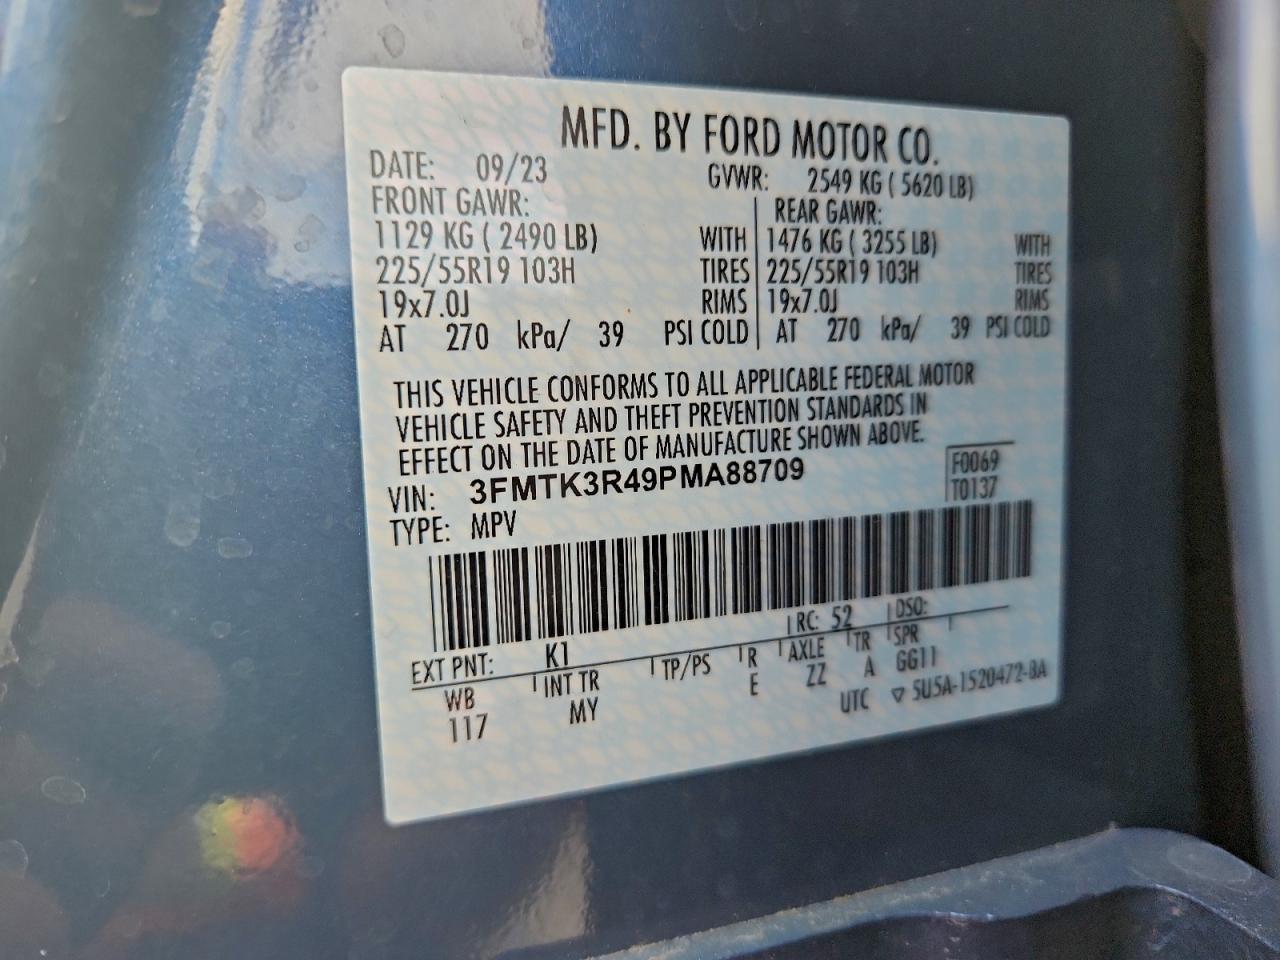 MFD. BY FORD MOTOR CO.
DATE: 09/23 GVWR: 2549 KG ( 5620 LB)
FRONT GAWR: REAR GAWR:
1129 KG ( 2490 LB) WITH 1476 KG ( 3255 LB) WITH
225/55R19 103H TIRES 225/55R19 103H TIRES
19x7.0J RIMS 19x7.0J RIMS
AT 270 kPa/ 39 PSI COLD AT 270 kPa/ 39 PSI COLD
THIS VEHICLE CONFORMS TO ALL APPLICABLE FEDERAL MOTOR
VEHICLE SAFETY AND THEFT PREVENTION STANDARDS IN
EFFECT ON THE DATE OF MANUFACTURE SHOWN ABOVE.
VIN: 3FMTK3R49PMA88709 F0069
TYPE: MPV T0137
EXT PNT: K1 RC: 52 DSO:
WB INT TR TP/PS R AXLE TR SPR
117 MY E ZZ A GG11
UTC ▽ SU5A-1520472-BA